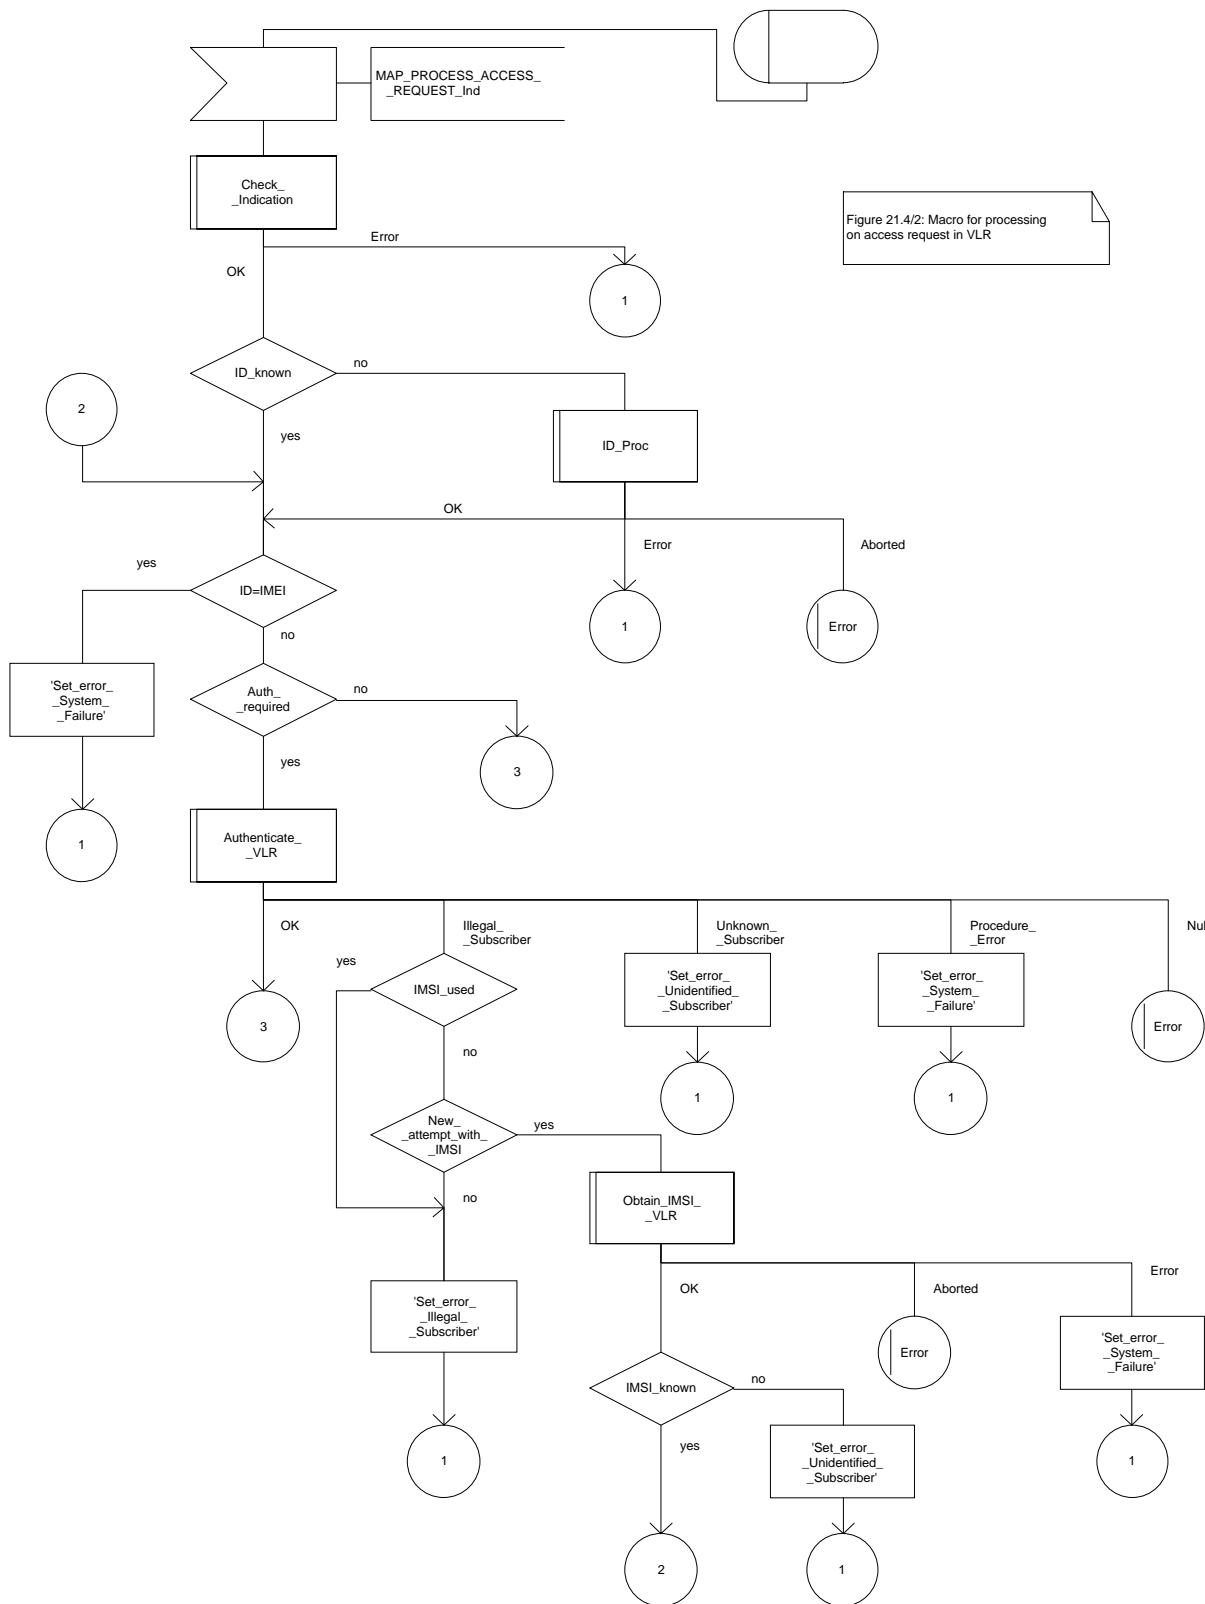 MAP_PROCESS_ACCESS_
_REQUEST_Ind
Check_
_Indication
Figure 21.4/2: Macro for processing
on access request in VLR
Error
OK
1
ID_known
no
2
yes
ID_Proc
OK
Error
Aborted
yes
ID=IMEI
1
Error
no
'Set_error_
_System_
_Failure'
Auth_
_required
no
3
yes
1
Authenticate_
_VLR
OK
Illegal_
_Subscriber
Unknown_
_Subscriber
Procedure_
_Error
Nul
yes
IMSI_used
'Set_error_
_Unidentified_
_Subscriber'
'Set_error_
_System_
_Failure'
3
Error
no
1
1
New_
_attempt_with_
_IMSI
yes
no
Obtain_IMSI_
_VLR
OK
Aborted
Error
'Set_error_
_Illegal_
_Subscriber'
Error
'Set_error_
_System_
_Failure'
IMSI_known
no
yes
1
'Set_error_
_Unidentified_
_Subscriber'
1
2
1